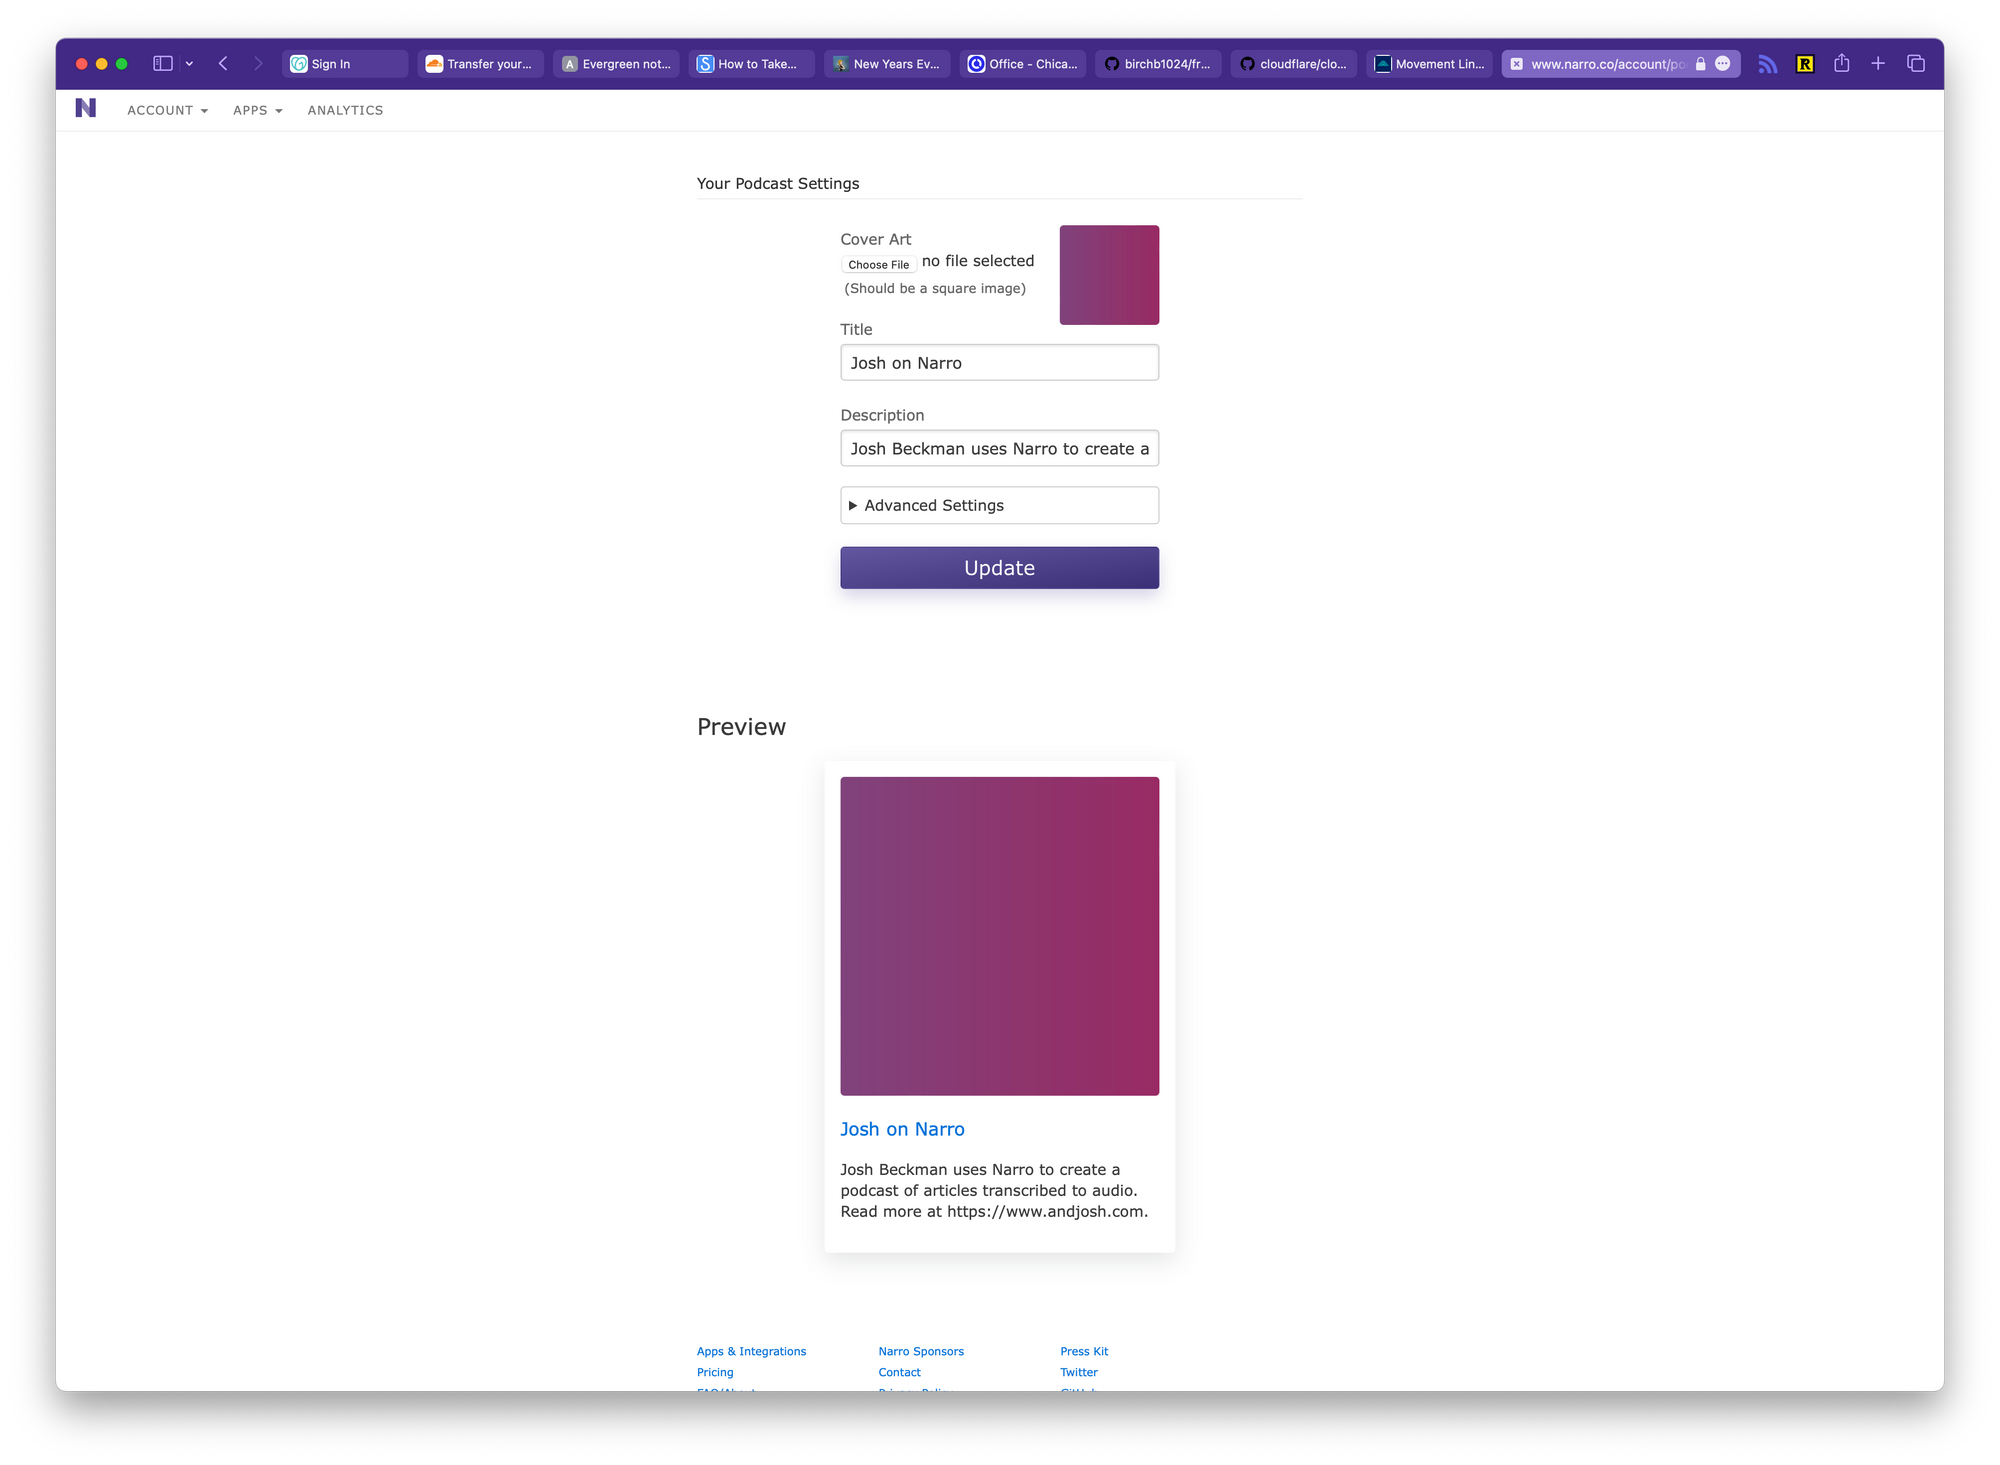 Sign In
Transfer your...
A
Evergreen not...
S
How to Take...
New Years Ev...
Office - Chica...
birchb1024/fr...
cloudflare/clo...
Movement Lin...
www.narro.co/account/po
R
N
ACCOUNT
APPS
ANALYTICS
Your Podcast Settings
Cover Art
Choose File no file selected
(Should be a square image)
Title
Josh on Narro
Description
Josh Beckman uses Narro to create a
Advanced Settings
Update
Preview
Josh on Narro
Josh Beckman uses Narro to create a
podcast of articles transcribed to audio.
Read more at https://www.andjosh.com.
Apps & Integrations
Narro Sponsors
Press Kit
Pricing
Contact
Twitter